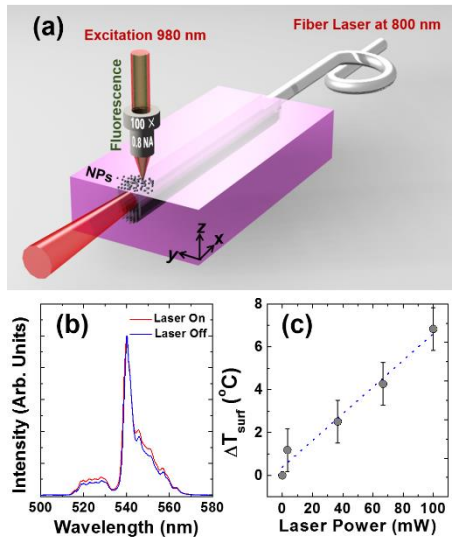 (a)
Excitation 980 nm
Fiber Laser at 800 nm
Fluorescence
100 ×
0.8 NA
NPs
z
x
y
(b)
Laser On
Laser Off
Intensity (Arb. Units)
500 520 540 560 580
Wavelength (nm)
(c)
ΔT_surf (°C)
8
6
4
2
0
0 20 40 60 80 100
Laser Power (mW)